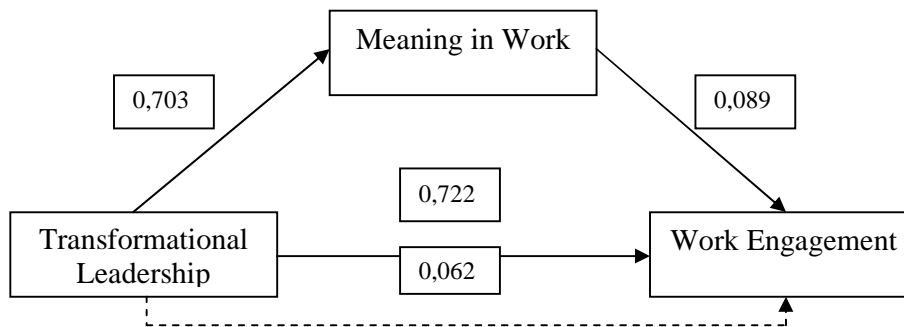 Meaning in Work
0,703
0,089
0,722
Transformational
Leadership
0,062
Work Engagement